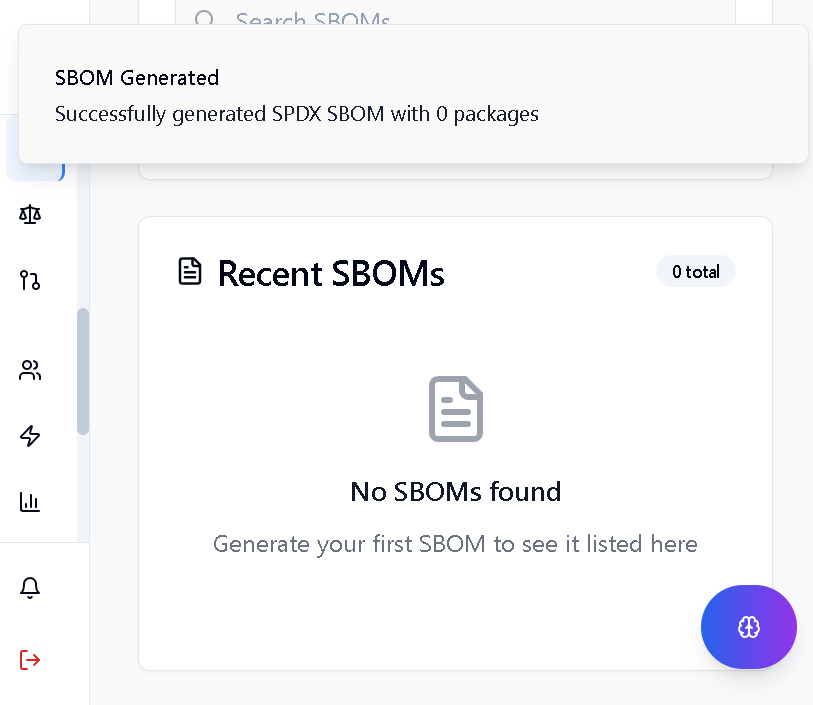 Search SBOMs
SBOM Generated
Successfully generated SPDX SBOM with 0 packages
Recent SBOMs
0 total
No SBOMs found
Generate your first SBOM to see it listed here